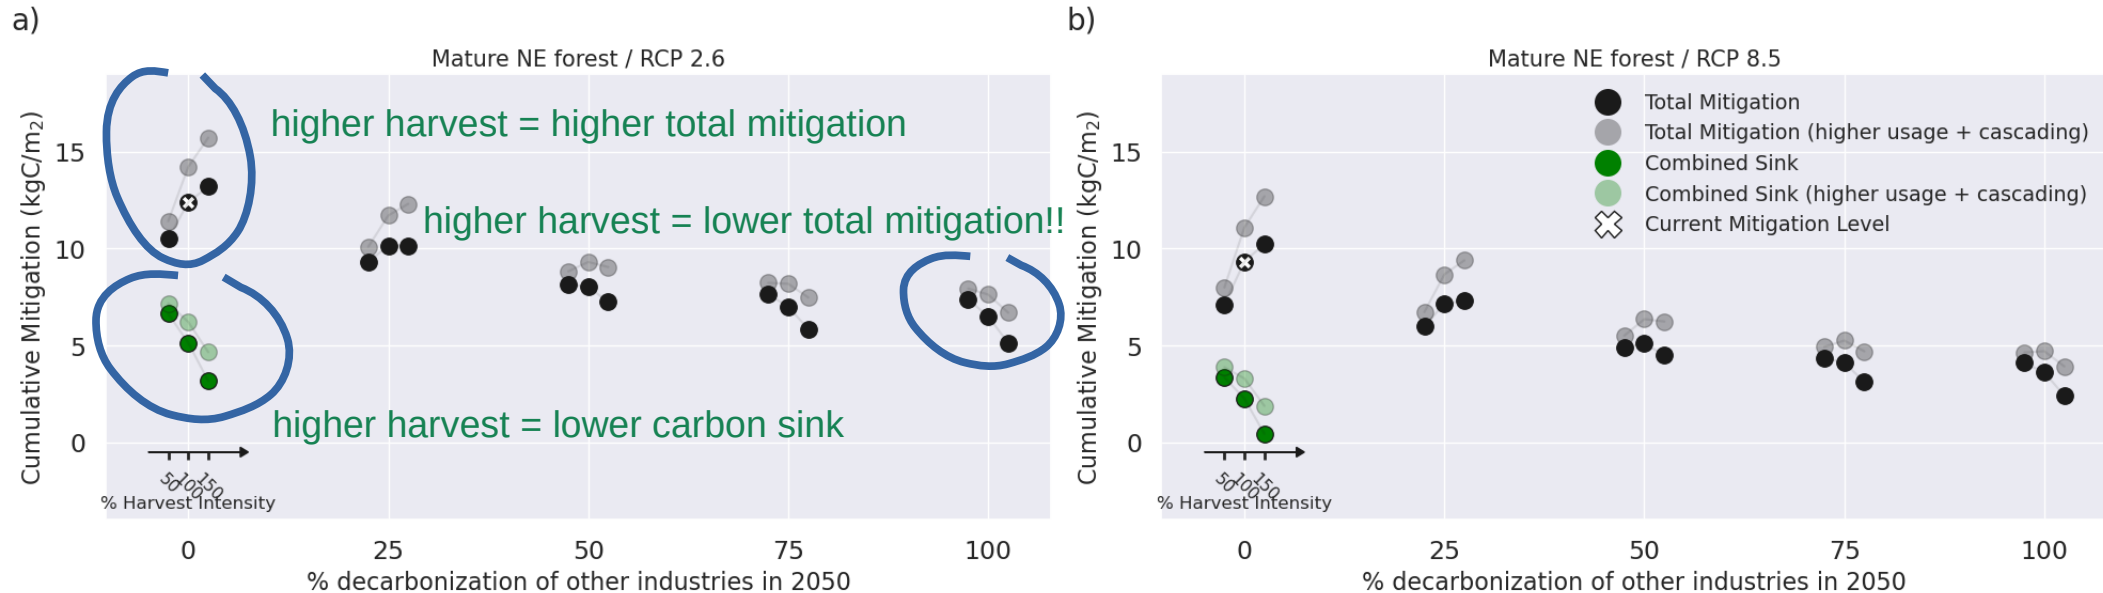 a)
Mature NE forest / RCP 2.6
higher harvest = higher total mitigation
higher harvest = lower total mitigation!!
higher harvest = lower carbon sink
Cumulative Mitigation (kgC/m₂)
15
10
5
0
50
100
150
% Harvest Intensity
0 25 50 75 100
% decarbonization of other industries in 2050
b)
Mature NE forest / RCP 8.5
Total Mitigation
Total Mitigation (higher usage + cascading)
Combined Sink
Combined Sink (higher usage + cascading)
Current Mitigation Level
Cumulative Mitigation (kgC/m₂)
15
10
5
0
50
100
150
% Harvest Intensity
0 25 50 75 100
% decarbonization of other industries in 2050